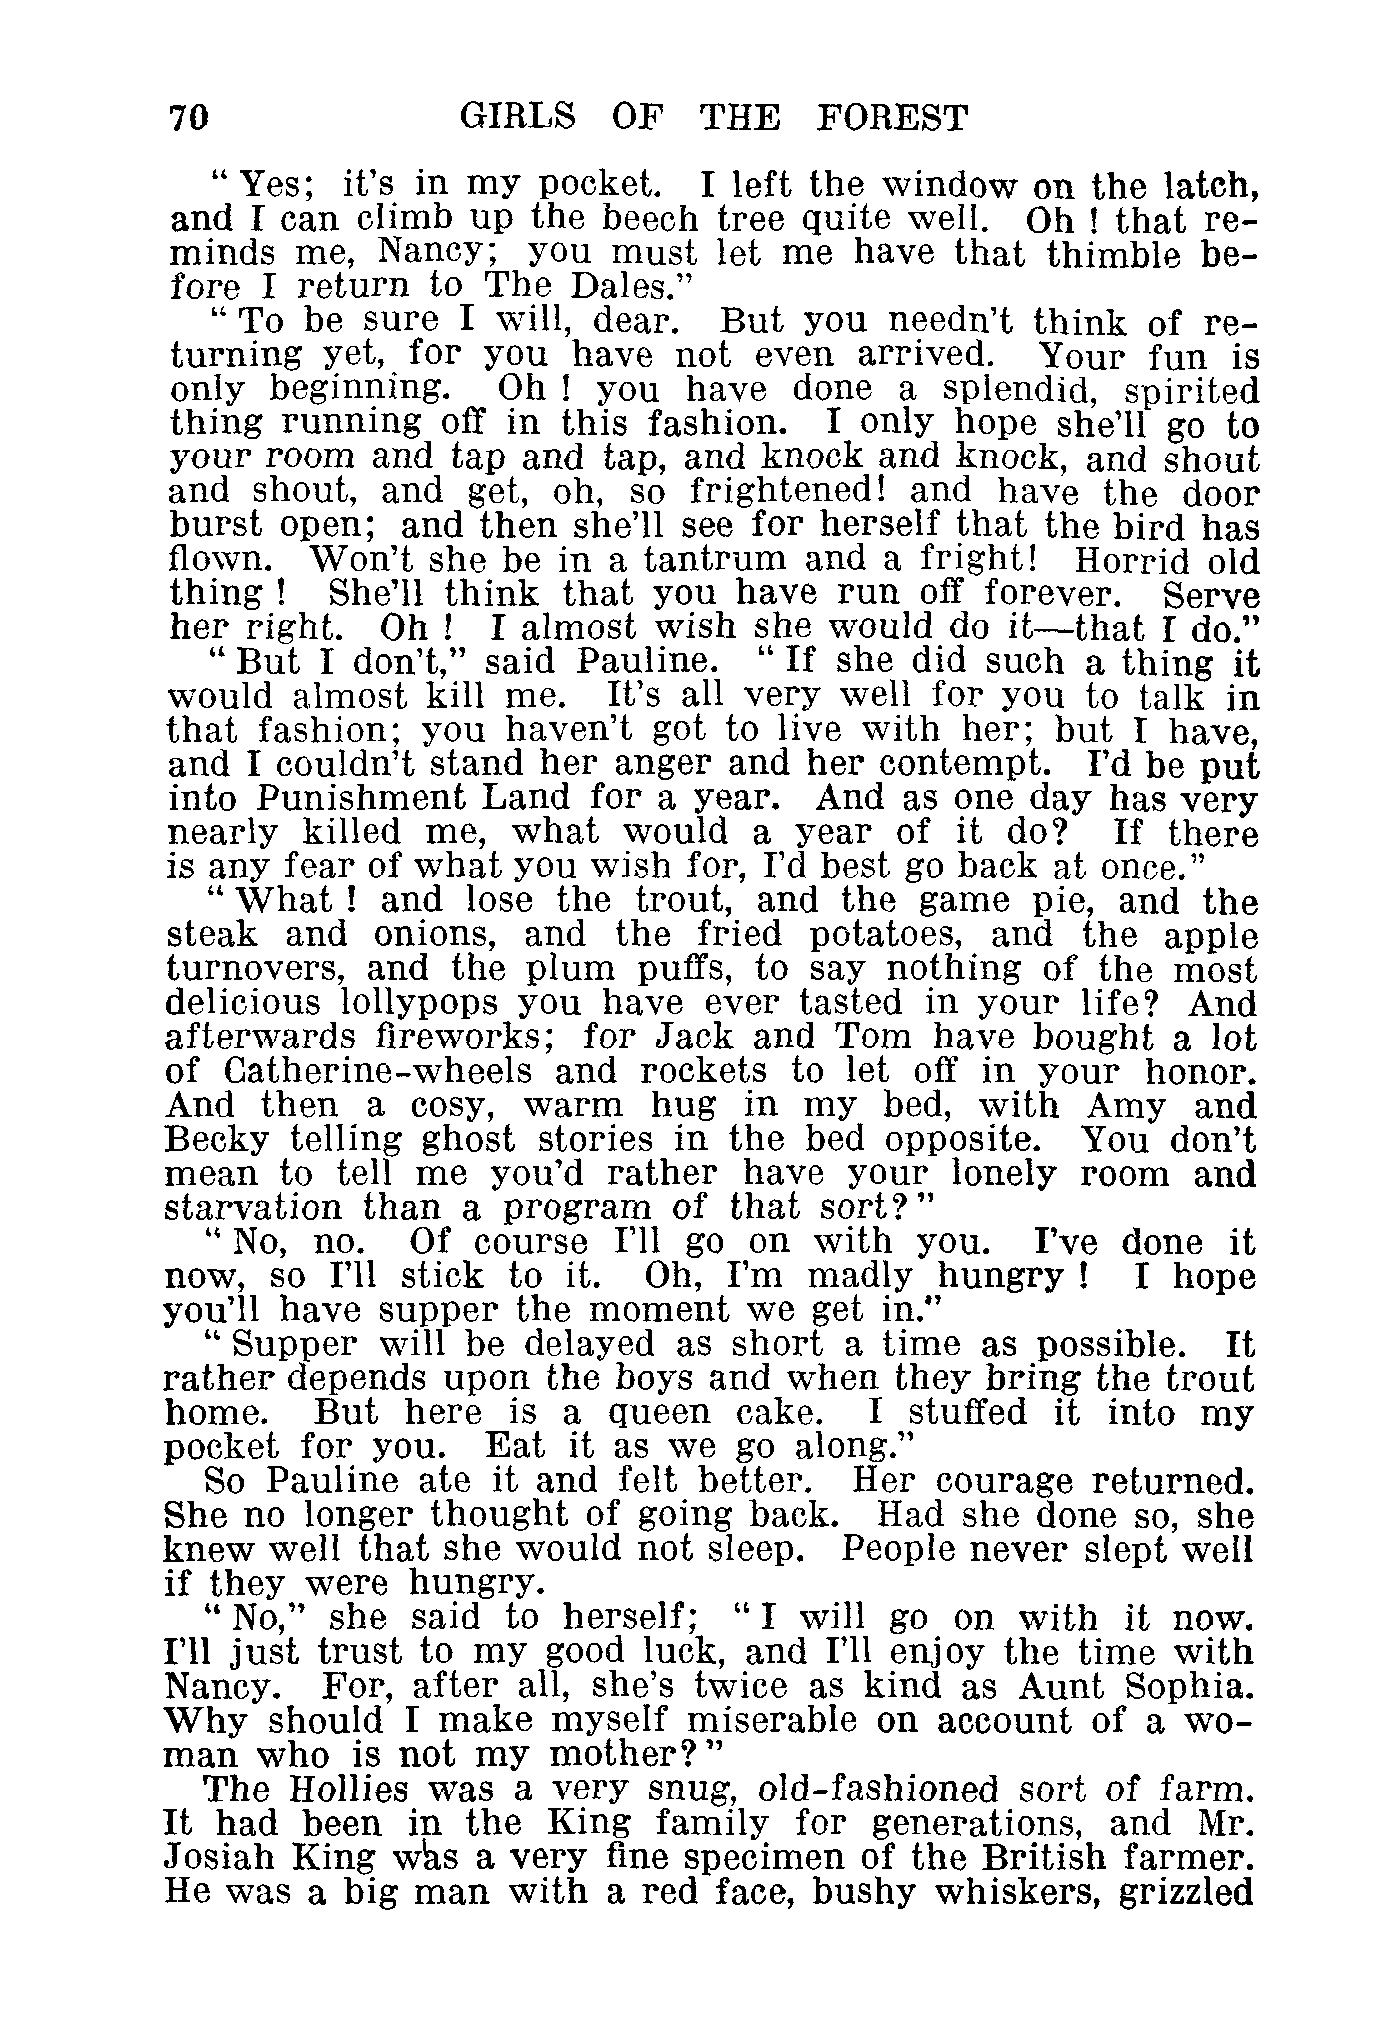 70 GIRLS OF THE FOREST
“ Yes; it’s in my pocket. I left the window on the latch,
and I can climb up the beech tree quite well. Oh ! that re-
minds me, Nancy; you must let me have that thimble be-
fore I return to The Dales.”
“ To be sure I will, dear. But you needn’t think of re-
turning yet, for you have not even arrived. Your fun is
only beginning. Oh ! you have done a splendid, spirited
thing running off in this fashion. I only hope she’ll go to
your room and tap and tap, and knock and knock, and shout
and shout, and get, oh, so frightened! and have the door
burst open; and then she’ll see for herself that the bird has
flown. Won’t she be in a tantrum and a fright! Horrid old
thing ! She’ll think that you have run off forever. Serve
her right. Oh ! I almost wish she would do it—that I do.”
“ But I don’t,” said Pauline. “ If she did such a thing it
would almost kill me. It’s all very well for you to talk in
that fashion; you haven’t got to live with her; but I have,
and I couldn’t stand her anger and her contempt. I’d be put
into Punishment Land for a year. And as one day has very
nearly killed me, what would a year of it do? If there
is any fear of what you wish for, I’d best go back at once.”
“ What ! and lose the trout, and the game pie, and the
steak and onions, and the fried potatoes, and the apple
turnovers, and the plum puffs, to say nothing of the most
delicious lollypops you have ever tasted in your life? And
afterwards fireworks; for Jack and Tom have bought a lot
of Catherine-wheels and rockets to let off in your honor.
And then a cosy, warm hug in my bed, with Amy and
Becky telling ghost stories in the bed opposite. You don’t
mean to tell me you’d rather have your lonely room and
starvation than a program of that sort? ”
“ No, no. Of course I’ll go on with you. I’ve done it
now, so I’ll stick to it. Oh, I’m madly hungry ! I hope
you’ll have supper the moment we get in.”
“ Supper will be delayed as short a time as possible. It
rather depends upon the boys and when they bring the trout
home. But here is a queen cake. I stuffed it into my
pocket for you. Eat it as we go along.”
So Pauline ate it and felt better. Her courage returned.
She no longer thought of going back. Had she done so, she
knew well that she would not sleep. People never slept well
if they were hungry.
“ No,” she said to herself; “ I will go on with it now.
I’ll just trust to my good luck, and I’ll enjoy the time with
Nancy. For, after all, she’s twice as kind as Aunt Sophia.
Why should I make myself miserable on account of a wo-
man who is not my mother? ”
The Hollies was a very snug, old-fashioned sort of farm.
It had been in the King family for generations, and Mr.
Josiah King was a very fine specimen of the British farmer.
He was a big man with a red face, bushy whiskers, grizzled